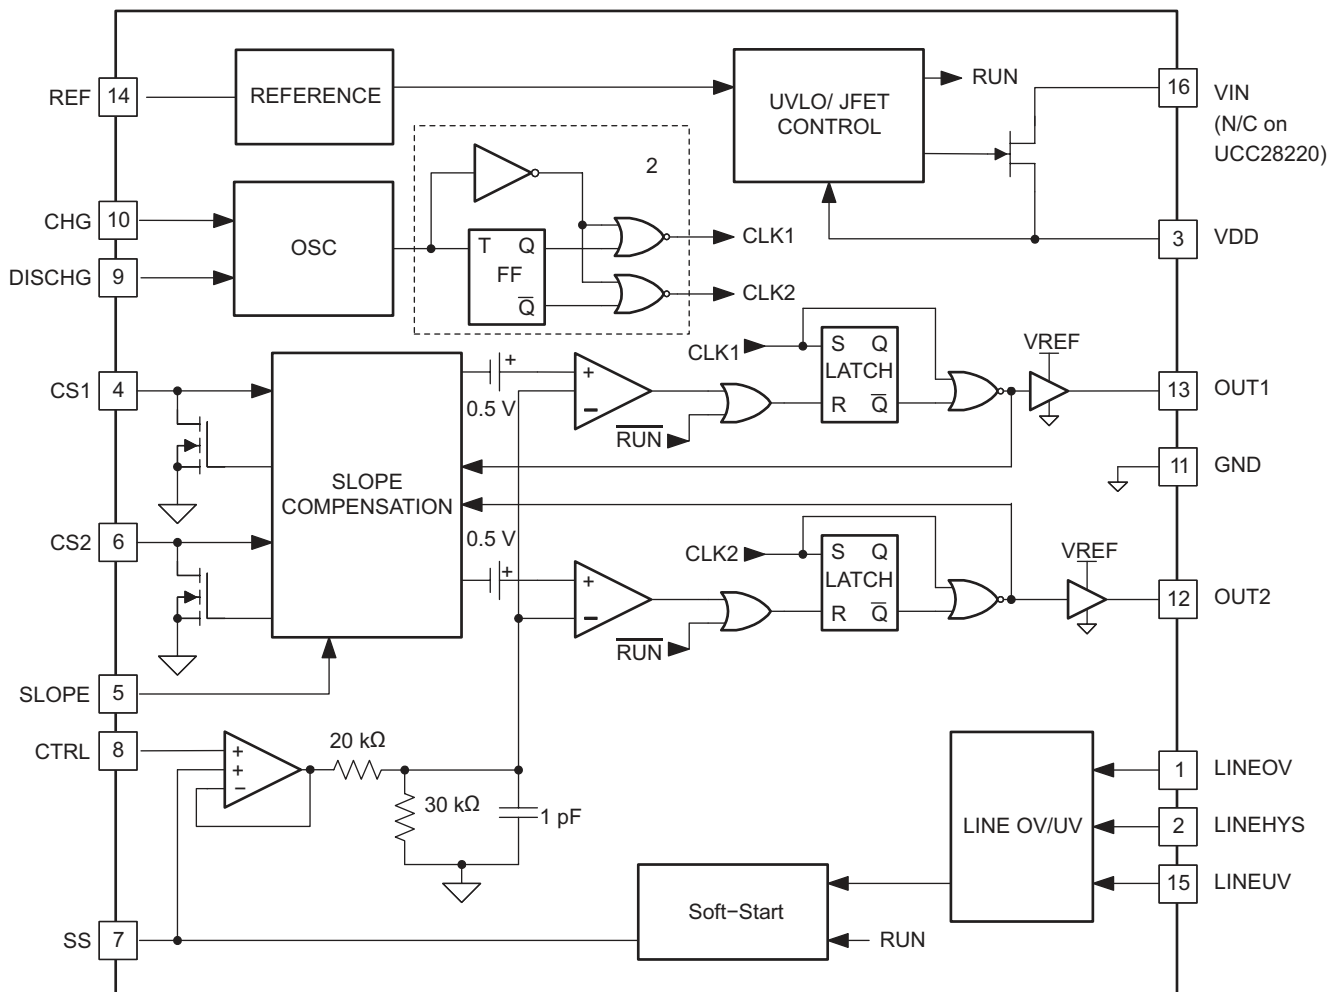 REF 14
REFERENCE
UVLO/ JFET
CONTROL
RUN
16 VIN
(N/C on
UCC28220)
2
CHG 10
DISCHG 9
OSC
T Q
FF
Q̅
CLK1
CLK2
3 VDD
CS1 4
+
0.5 V
+
−
R̅U̅N̅
CLK1
S Q
LATCH
R Q̅
VREF
13 OUT1
11 GND
SLOPE
COMPENSATION
CS2 6
0.5 V
+
+
−
R̅U̅N̅
CLK2
S Q
LATCH
R Q̅
VREF
12 OUT2
SLOPE 5
CTRL 8
+
+
−
20 kΩ
30 kΩ
1 pF
LINE OV/UV
1 LINEOV
2 LINEHYS
15 LINEUV
Soft−Start
RUN
SS 7